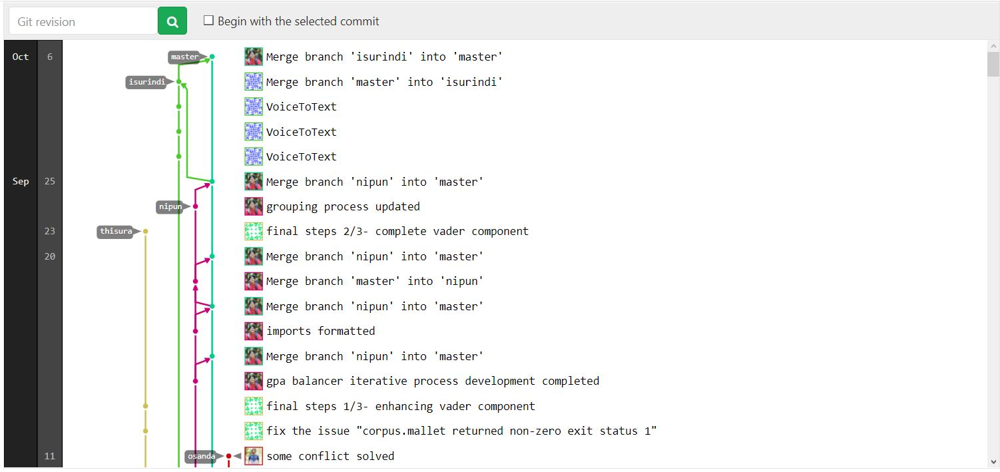 Git revision
Begin with the selected commit
Oct 6 master Merge branch 'isurindi' into 'master'
isurindi Merge branch 'master' into 'isurindi'
VoiceToText
VoiceToText
VoiceToText
Sep 25 Merge branch 'nipun' into 'master'
nipun grouping process updated
23 thisura final steps 2/3- complete vader component
20 Merge branch 'nipun' into 'master'
Merge branch 'master' into 'nipun'
Merge branch 'nipun' into 'master'
imports formatted
Merge branch 'nipun' into 'master'
gpa balancer iterative process development completed
final steps 1/3- enhancing vader component
fix the issue "corpus.mallet returned non-zero exit status 1"
11 osanda some conflict solved